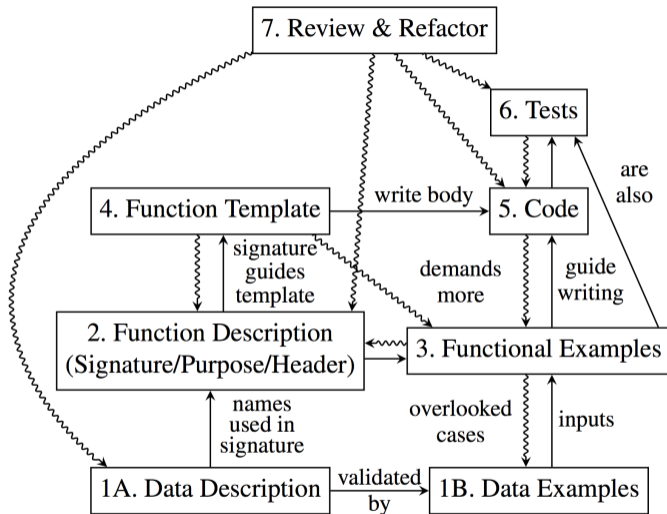 7. Review & Refactor
6. Tests
are
also
4. Function Template
write body
5. Code
signature
guides
template
demands
more
guide
writing
2. Function Description
(Signature/Purpose/Header)
3. Functional Examples
names
used in
signature
overlooked
cases
inputs
1A. Data Description
validated
by
1B. Data Examples